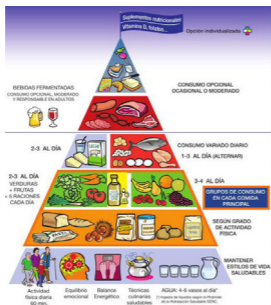 Suplementos nutricionales
Vitamina D, folatos...
Opción individualizada
BEBIDAS FERMENTADAS
CONSUMO OPCIONAL,
MODERADO
Y RESPONSABLE EN ADULTOS
CONSUMO OPCIONAL
OCASIONAL O MODERADO
2-3 AL DÍA
CONSUMO VARIADO DIARIO
1-3 AL DÍA (ALTERNAR)
2-3 AL DÍA
VERDURAS
+ FRUTAS
= 5 RACIONES
CADA DÍA
3-4 AL DÍA
GRUPOS DE CONSUMO
EN CADA COMIDA
PRINCIPAL
SEGÚN GRADO
DE ACTIVIDAD
FÍSICA
MANTENER
ESTILOS DE VIDA
SALUDABLES
Actividad
física diaria
60 min.
Equilibrio
emocional
Balance
Energético
Técnicas
culinarias
saludables
AGUA: 4-6 vasos al día*